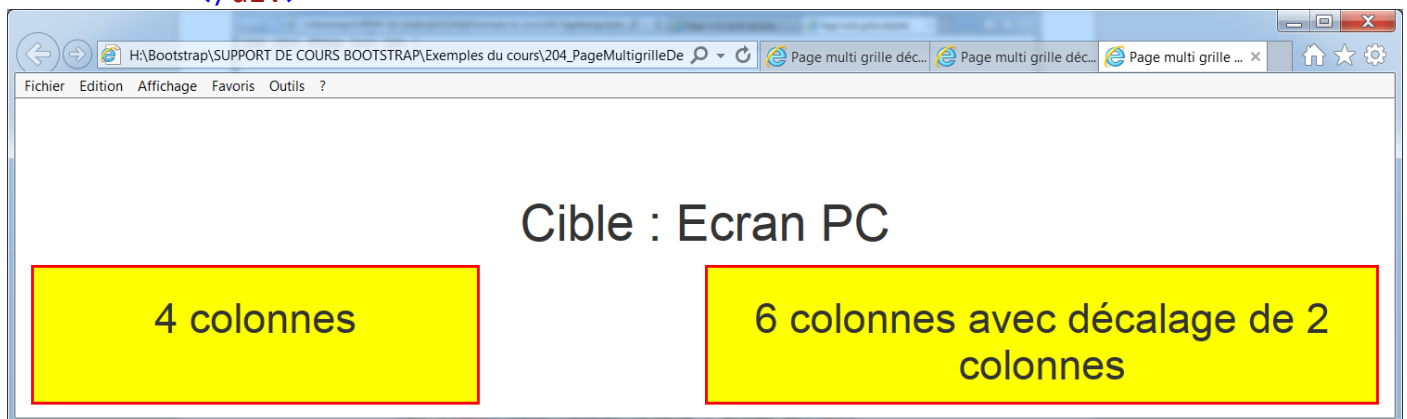 </div>
H:\Bootstrap\SUPPORT DE COURS BOOTSTRAP\Exemples du cours\204_PageMultigrilleDe
Page multi grille déc...
Page multi grille déc...
Page multi grille ...
Fichier Edition Affichage Favoris Outils ?
Cible : Ecran PC
4 colonnes
6 colonnes avec décalage de 2
colonnes